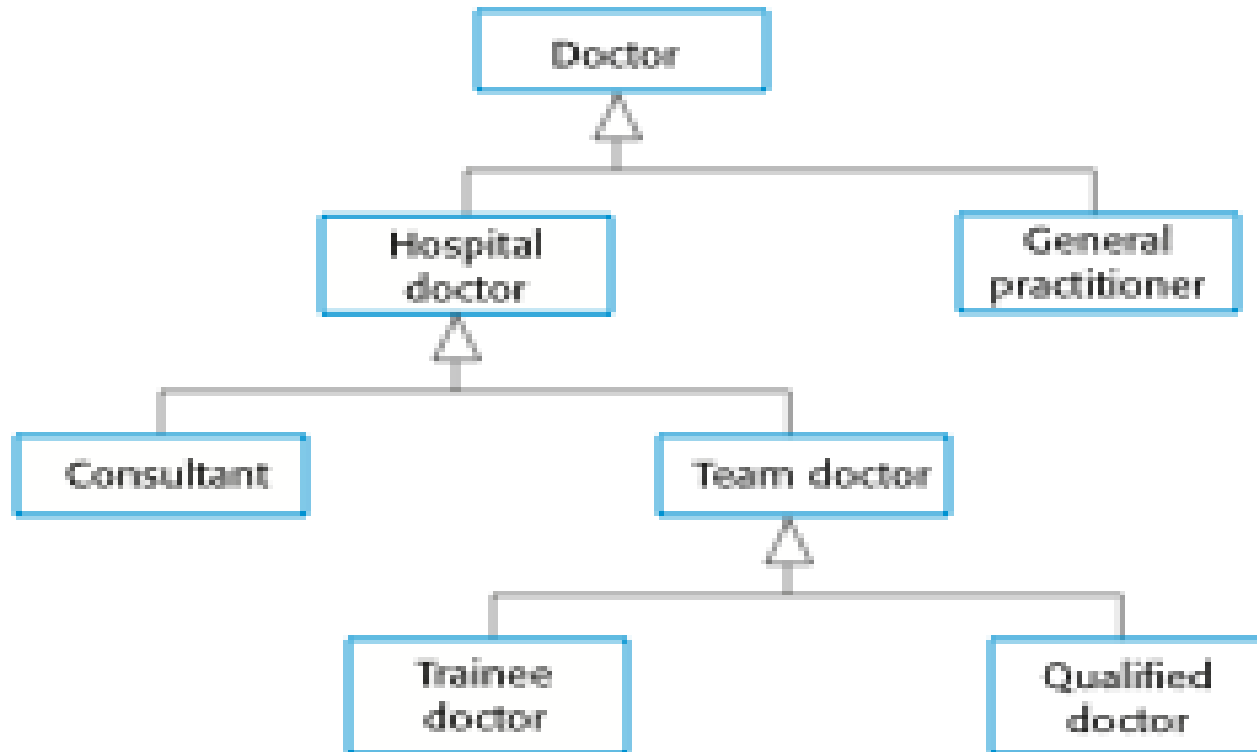 Doctor
Hospital
doctor
General
practitioner
Consultant
Team doctor
Trainee
doctor
Qualified
doctor